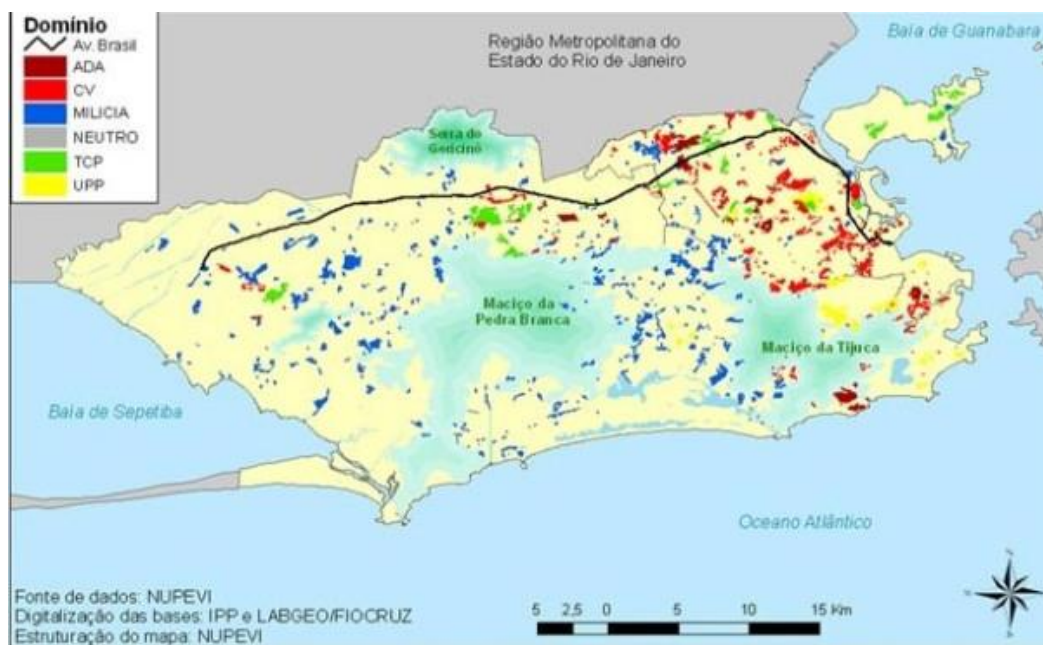 Domínio
Av. Brasil
ADA
CV
MILÍCIA
NEUTRO
TCP
UPP
Região Metropolitana do
Estado do Rio de Janeiro
Baía de Guanabara
Serra do
Gericinó
Maciço da
Pedra Branca
Maciço da Tijuca
Baía de Sepetiba
Oceano Atlântico
Fonte de dados: NUPEVI
Digitalização das bases: IPP e LABGEO/FIOCRUZ
Estruturação do mapa: NUPEVI
5 2,5 0 5 10 15 Km